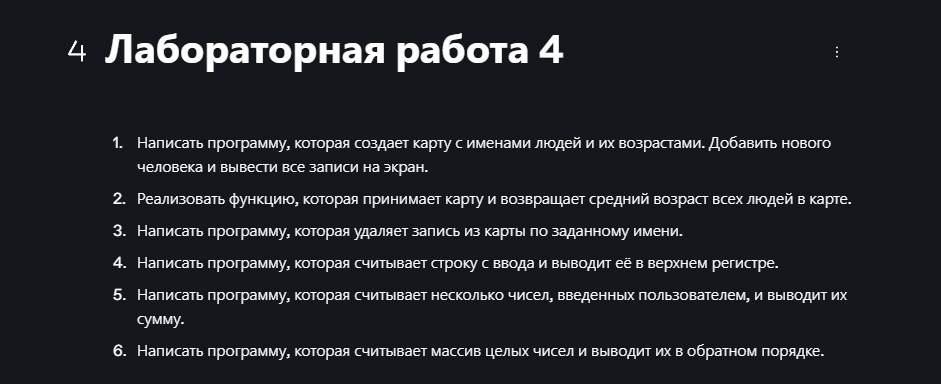 4 Лабораторная работа 4
1. Написать программу, которая создает карту с именами людей и их возрастами. Добавить нового
человека и вывести все записи на экран.
2. Реализовать функцию, которая принимает карту и возвращает средний возраст всех людей в карте.
3. Написать программу, которая удаляет запись из карты по заданному имени.
4. Написать программу, которая считывает строку с ввода и выводит её в верхнем регистре.
5. Написать программу, которая считывает несколько чисел, введенных пользователем, и выводит их
сумму.
6. Написать программу, которая считывает массив целых чисел и выводит их в обратном порядке.